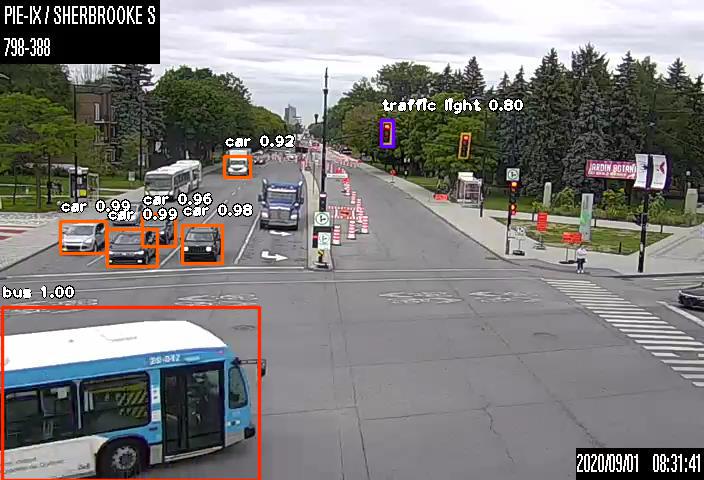 PIE-IX / SHERBROOKE S
798-388
traffic light 0.80
car 0.92
car 0.99
car 0.96
car 0.99
car 0.98
JARDIN BOTANI
bus 1.00
2020/09/01 08:31:41